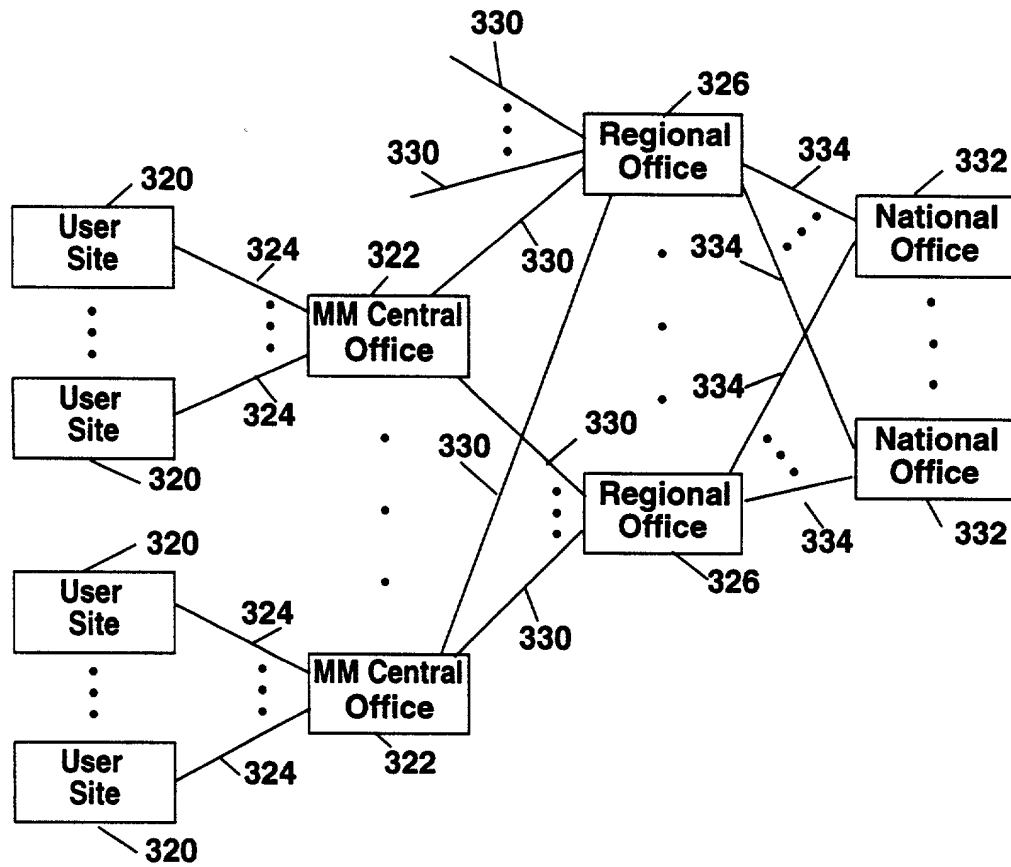 330
326
Regional
Office
330
334
332
320
National
Office
User
Site
324
322
330
334
MM Central
Office
334
User
Site
324
330
330
National
Office
320
Regional
Office
334
332
320
326
User
Site
324
330
MM Central
Office
322
User
Site
324
320